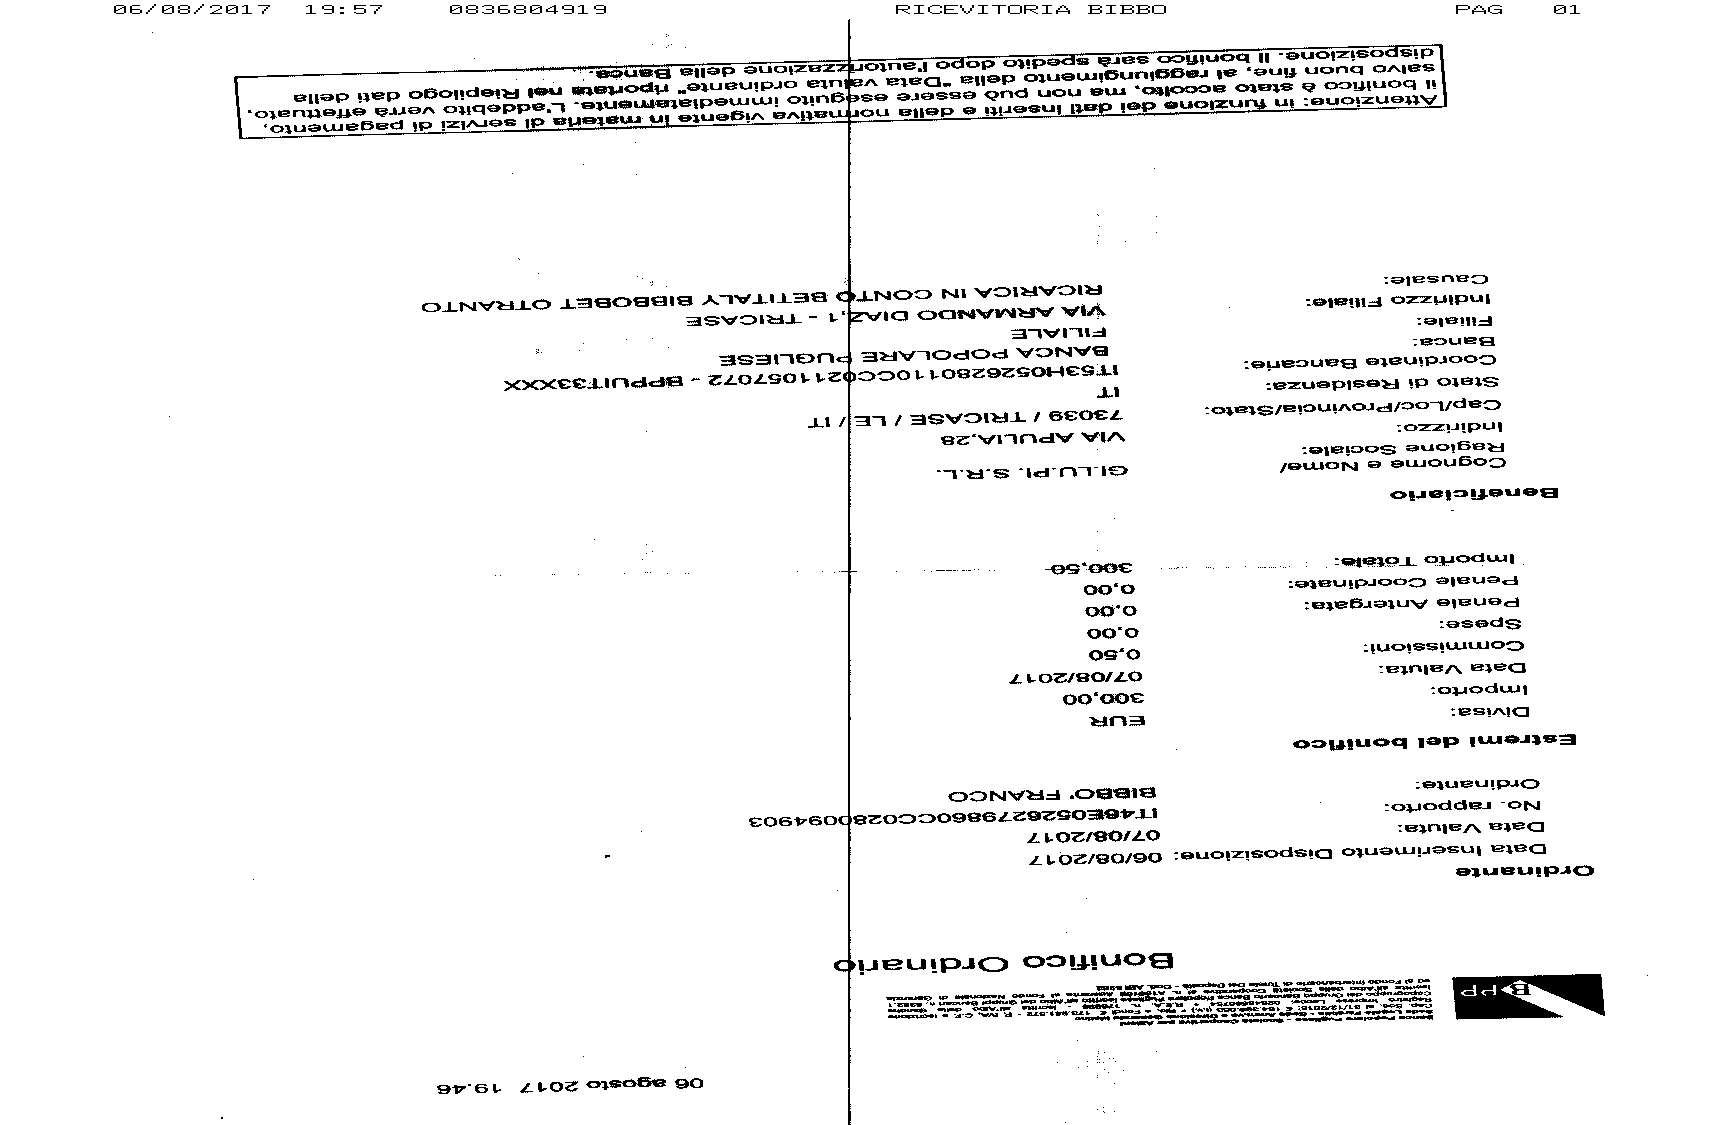 06/08/2017 19:57 0836804919 RICEVITORIA BIBBO PAG 01
06 agosto 2017 19.46
BPP
Banca Popolare Pugliese - Società Cooperativa per Azioni
Bonifico Ordinario
Ordinante
Data Inserimento Disposizione: 06/08/2017
Data Valuta: 07/08/2017
No. rapporto: IT46E0526279860CC0280094903
Ordinante: BIBBO' FRANCO
Estremi del bonifico
Divisa: EUR
Importo: 300,00
Data Valuta: 07/08/2017
Commissioni: 0,50
Spese: 0,00
Penale Antergata: 0,00
Penale Coordinate: 0,00
Importo Totale: 300,50
Beneficiario
Cognome e Nome/ GI.LU.PI. S.R.L.
Ragione Sociale:
Indirizzo: VIA APULIA,28
Cap/Loc/Provincia/Stato: 73039 / TRICASE / LE / IT
Stato di Residenza: IT
Coordinate Bancarie: IT53H0526280110CC0211057072 - BPPUIT33XXX
Banca: BANCA POPOLARE PUGLIESE
Filiale: FILIALE
Indirizzo Filiale: VIA ARMANDO DIAZ,1 - TRICASE
Causale: RICARICA IN CONTO BETITALY BIBBOBET OTRANTO
Attenzione: in funzione dei dati inseriti e della normativa vigente in materia di servizi di pagamento,
il bonifico è stato accolto, ma non può essere eseguito immediatamente. L'addebito verrà effettuato,
salvo buon fine, al raggiungimento della "Data valuta ordinante" riportata nel Riepilogo dati della
disposizione. Il bonifico sarà spedito dopo l'autorizzazione della Banca.